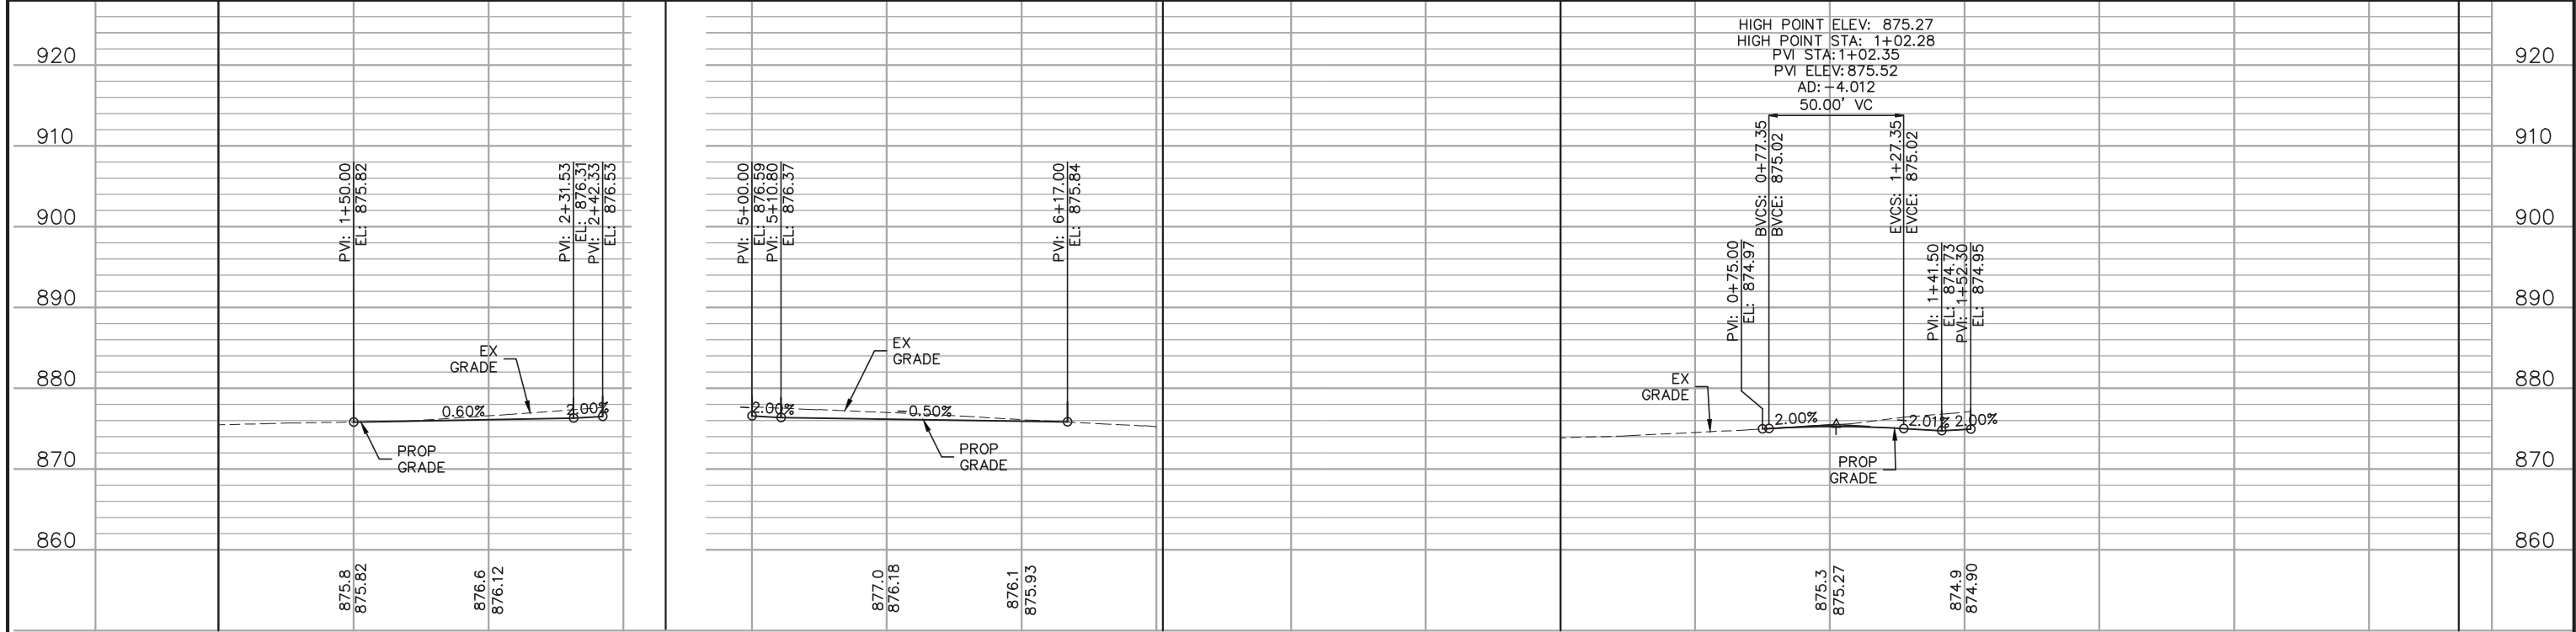 920
910
900
890
880
870
860
PVI: 1+50.00
EL: 875.82
PVI: 2+31.53
EL: 876.31
PVI: 2+42.33
EL: 876.53
EX
GRADE
0.60%
2.00%
PROP
GRADE
875.8
875.82
876.6
876.12
PVI: 5+00.00
EL: 876.59
PVI: 5+10.80
EL: 876.37
PVI: 6+17.00
EL: 875.84
EX
GRADE
-2.00%
-0.50%
PROP
GRADE
877.0
876.18
876.1
875.93
HIGH POINT ELEV: 875.27
HIGH POINT STA: 1+02.28
PVI STA:1+02.35
PVI ELEV:875.52
AD:-4.012
50.00' VC
BVCS: 0+77.35
BVCE: 875.02
EVCS: 1+27.35
EVCE: 875.02
PVI: 0+75.00
EL: 874.97
PVI: 1+41.50
EL: 874.73
PVI: 1+52.30
EL: 874.95
EX
GRADE
2.00%
-2.01%
2.00%
PROP
GRADE
875.3
875.27
874.9
874.90
920
910
900
890
880
870
860